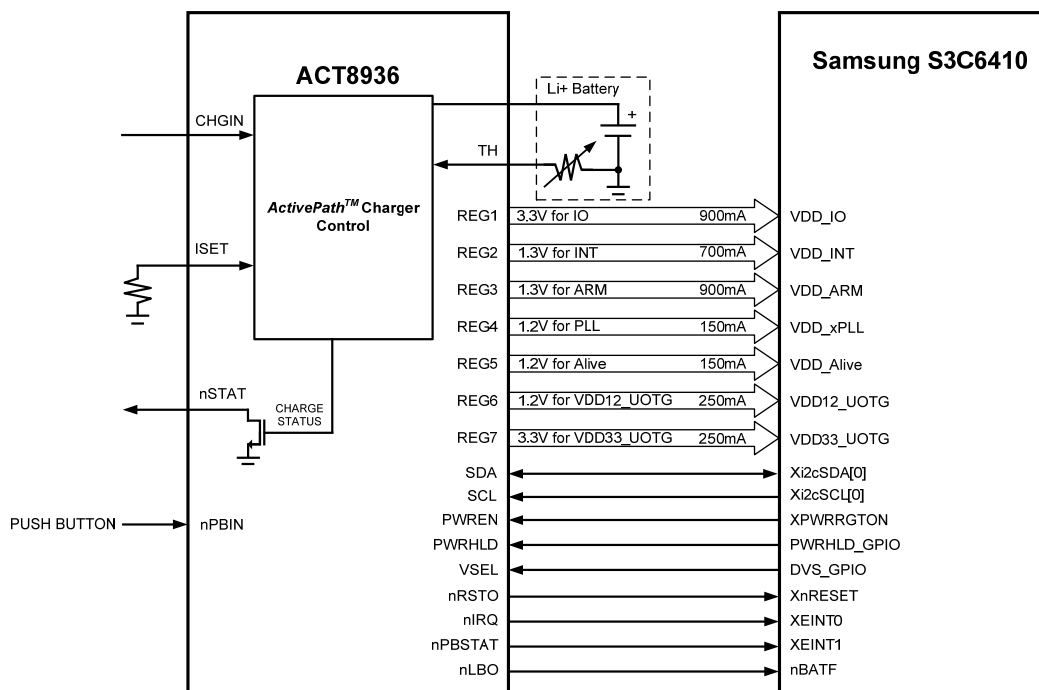 ACT8936
Samsung S3C6410
Li+ Battery
+
CHGIN
TH
ActivePath™ Charger
Control
ISET
nSTAT
CHARGE
STATUS
PUSH BUTTON
nPBIN
REG1 3.3V for IO 900mA VDD_IO
REG2 1.3V for INT 700mA VDD_INT
REG3 1.3V for ARM 900mA VDD_ARM
REG4 1.2V for PLL 150mA VDD_xPLL
REG5 1.2V for Alive 150mA VDD_Alive
REG6 1.2V for VDD12_UOTG 250mA VDD12_UOTG
REG7 3.3V for VDD33_UOTG 250mA VDD33_UOTG
SDA Xi2cSDA[0]
SCL Xi2cSCL[0]
PWREN XPWRRGTON
PWRHLD PWRHLD_GPIO
VSEL DVS_GPIO
nRSTO XnRESET
nIRQ XEINT0
nPBSTAT XEINT1
nLBO nBATF